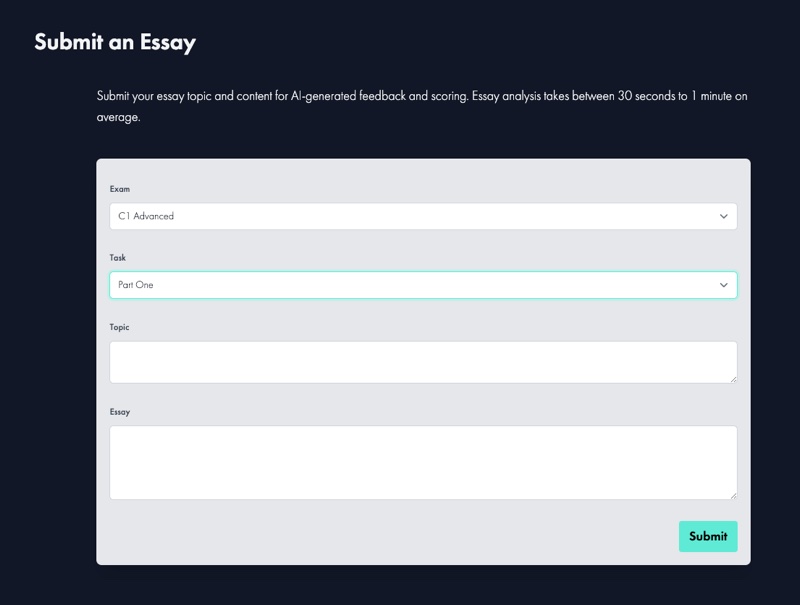 Submit an Essay
Submit your essay topic and content for AI-generated feedback and scoring. Essay analysis takes between 30 seconds to 1 minute on
average.
Exam
C1 Advanced
Task
Part One
Topic
Essay
Submit